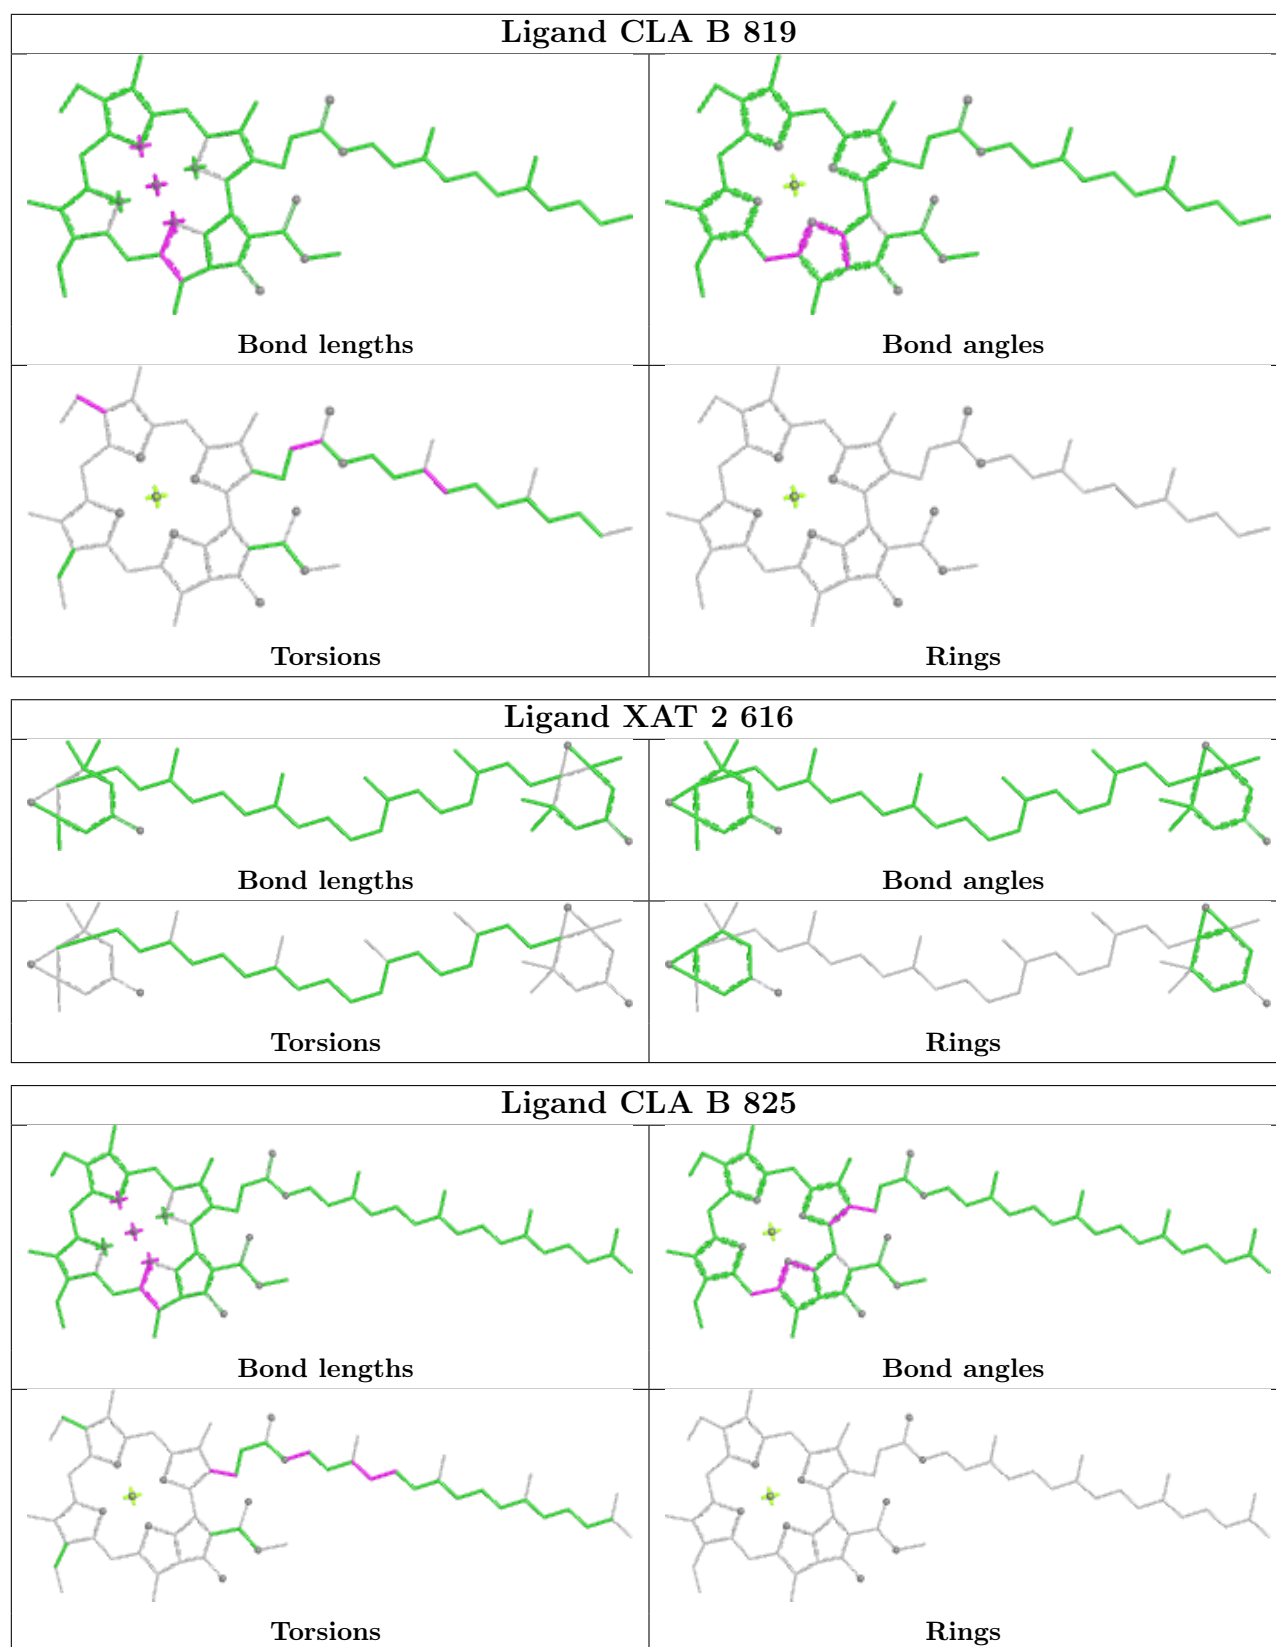 Ligand CLA B 819
Bond lengths
Bond angles
Torsions
Rings
Ligand XAT 2 616
Bond lengths
Bond angles
Torsions
Rings
Ligand CLA B 825
Bond lengths
Bond angles
Torsions
Rings